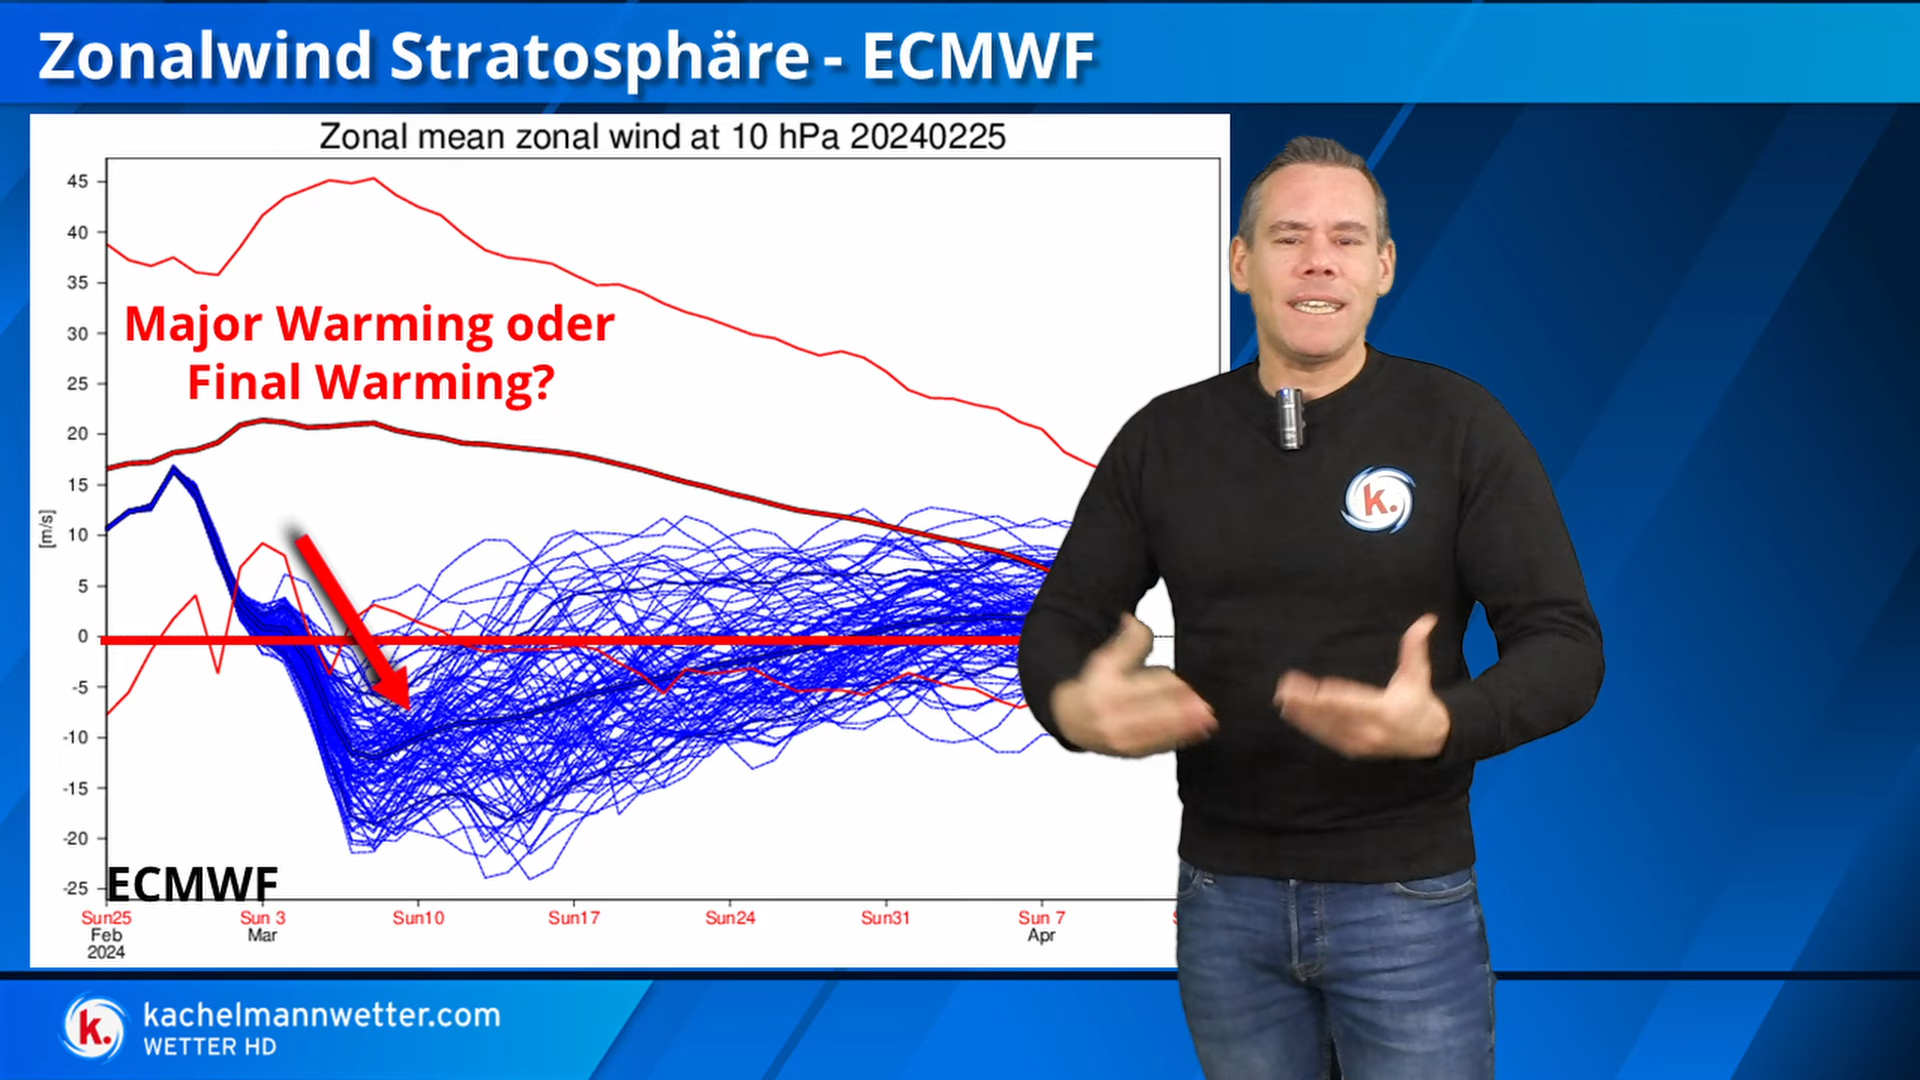 Zonalwind Stratosphäre - ECMWF
Zonal mean zonal wind at 10 hPa 20240225
45
40
35
30
25
20
15
10
5
0
-5
-10
-15
-20
-25
[m/s]
Major Warming oder
Final Warming?
ECMWF
Sun25 Sun 3 Sun10 Sun17 Sun24 Sun31 Sun 7
Feb Mar Apr
2024
k.
k.
kachelmannwetter.com
WETTER HD